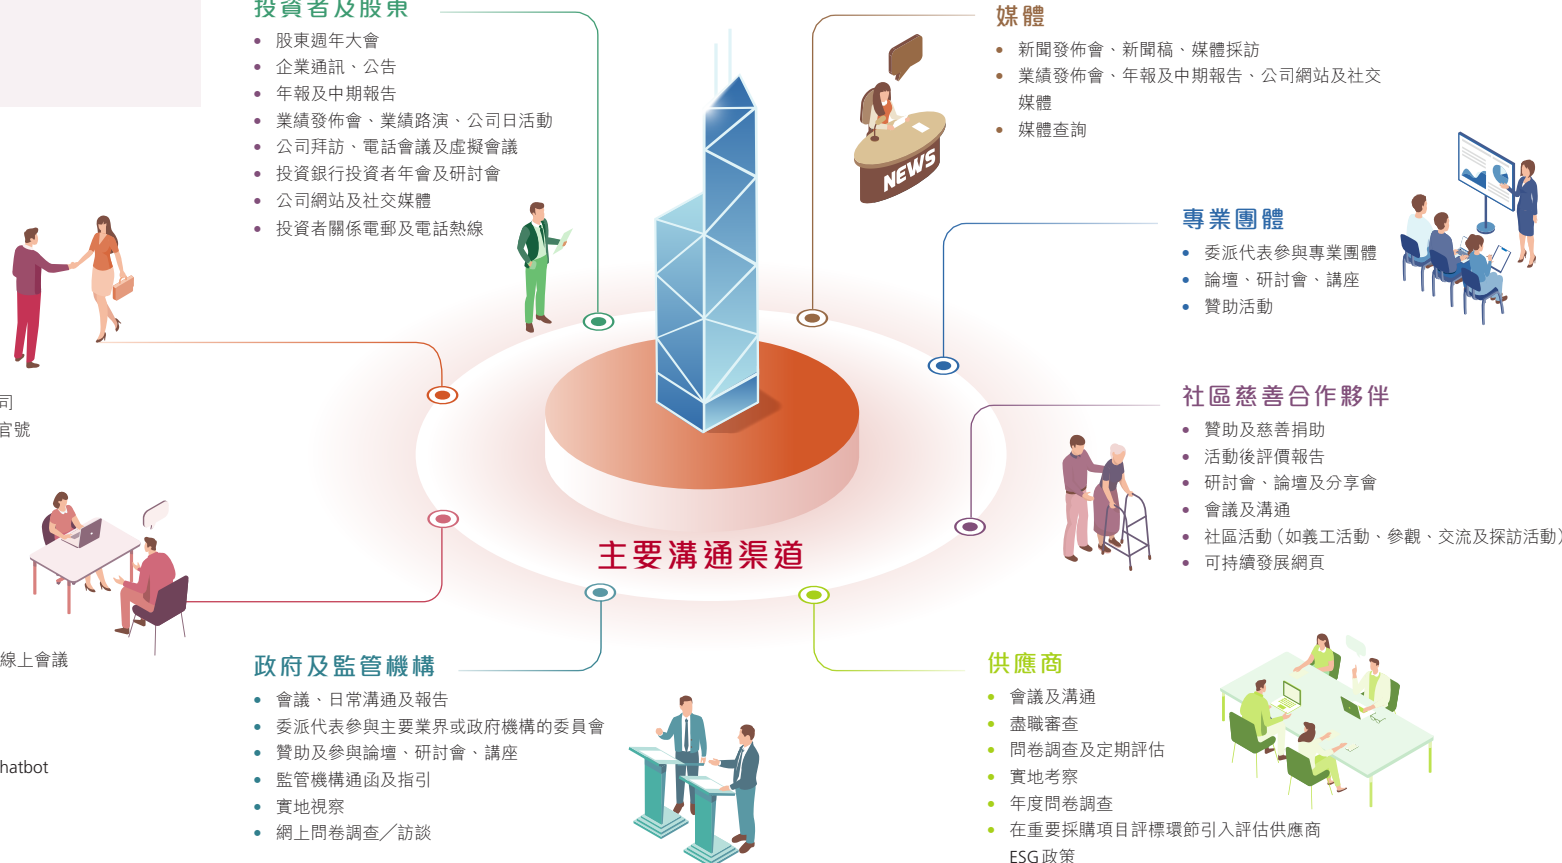 投資者及股東
• 股東週年大會
• 企業通訊、公告
• 年報及中期報告
• 業績發佈會、業績路演、公司日活動
• 公司拜訪、電話會議及虛擬會議
• 投資銀行投資者年會及研討會
• 公司網站及社交媒體
• 投資者關係電郵及電話熱線
媒體
• 新聞發佈會、新聞稿、媒體採訪
• 業績發佈會、年報及中期報告、公司網站及社交
媒體
• 媒體查詢
NEWS
專業團體
• 委派代表參與專業團體
• 論壇、研討會、講座
• 贊助活動
司
官號
社區慈善合作夥伴
• 贊助及慈善捐助
• 活動後評價報告
• 研討會、論壇及分享會
• 會議及溝通
• 社區活動（如義工活動、參觀、交流及探訪活動）
• 可持續發展網頁
主要溝通渠道
線上會議
hatbot
政府及監管機構
• 會議、日常溝通及報告
• 委派代表參與主要業界或政府機構的委員會
• 贊助及參與論壇、研討會、講座
• 監管機構通函及指引
• 實地視察
• 網上問卷調查／訪談
供應商
• 會議及溝通
• 盡職審查
• 問卷調查及定期評估
• 實地考察
• 年度問卷調查
• 在重要採購項目評標環節引入評估供應商
ESG 政策